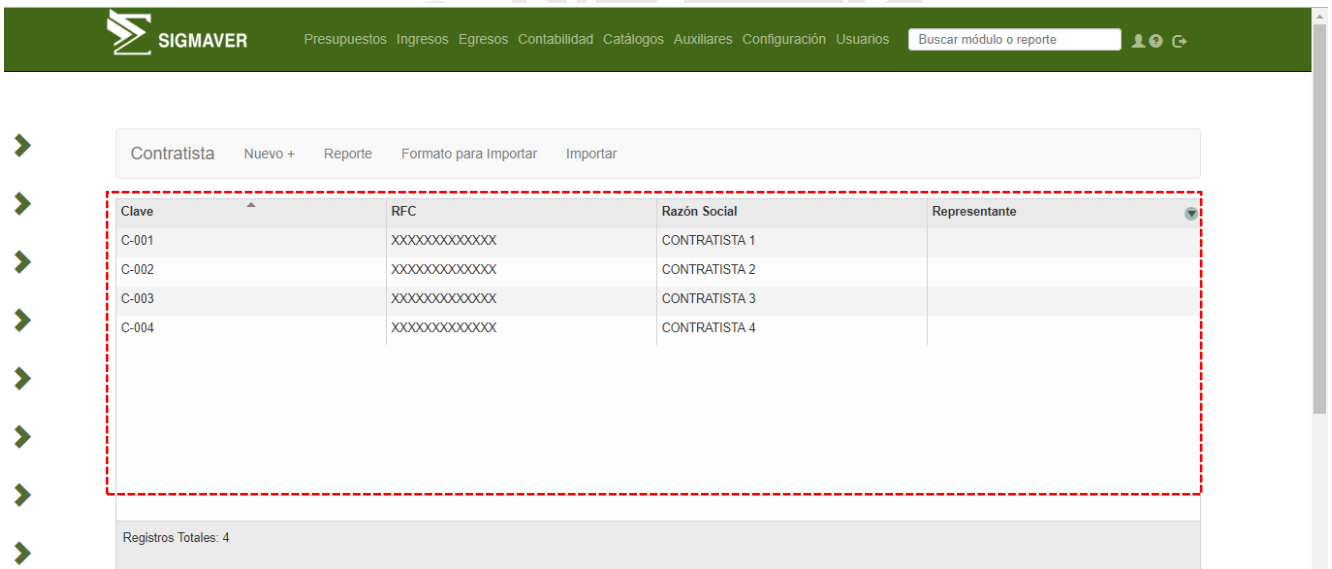 SIGMAVER Presupuestos Ingresos Egresos Contabilidad Catálogos Auxiliares Configuración Usuarios Buscar módulo o reporte
Contratista Nuevo + Reporte Formato para Importar Importar
Clave RFC Razón Social Representante
C-001 XXXXXXXXXXXXX CONTRATISTA 1
C-002 XXXXXXXXXXXXX CONTRATISTA 2
C-003 XXXXXXXXXXXXX CONTRATISTA 3
C-004 XXXXXXXXXXXXX CONTRATISTA 4
Registros Totales: 4